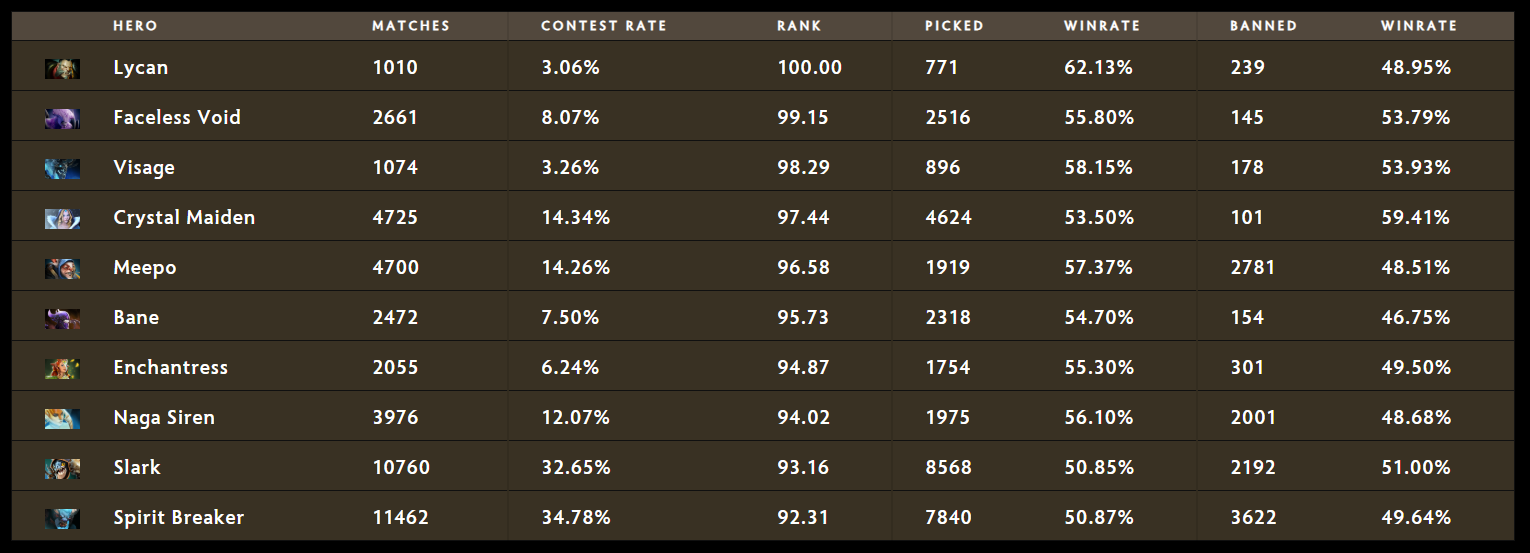 HERO MATCHES CONTEST RATE RANK PICKED WINRATE BANNED WINRATE
Lycan 1010 3.06% 100.00 771 62.13% 239 48.95%
Faceless Void 2661 8.07% 99.15 2516 55.80% 145 53.79%
Visage 1074 3.26% 98.29 896 58.15% 178 53.93%
Crystal Maiden 4725 14.34% 97.44 4624 53.50% 101 59.41%
Meepo 4700 14.26% 96.58 1919 57.37% 2781 48.51%
Bane 2472 7.50% 95.73 2318 54.70% 154 46.75%
Enchantress 2055 6.24% 94.87 1754 55.30% 301 49.50%
Naga Siren 3976 12.07% 94.02 1975 56.10% 2001 48.68%
Slark 10760 32.65% 93.16 8568 50.85% 2192 51.00%
Spirit Breaker 11462 34.78% 92.31 7840 50.87% 3622 49.64%